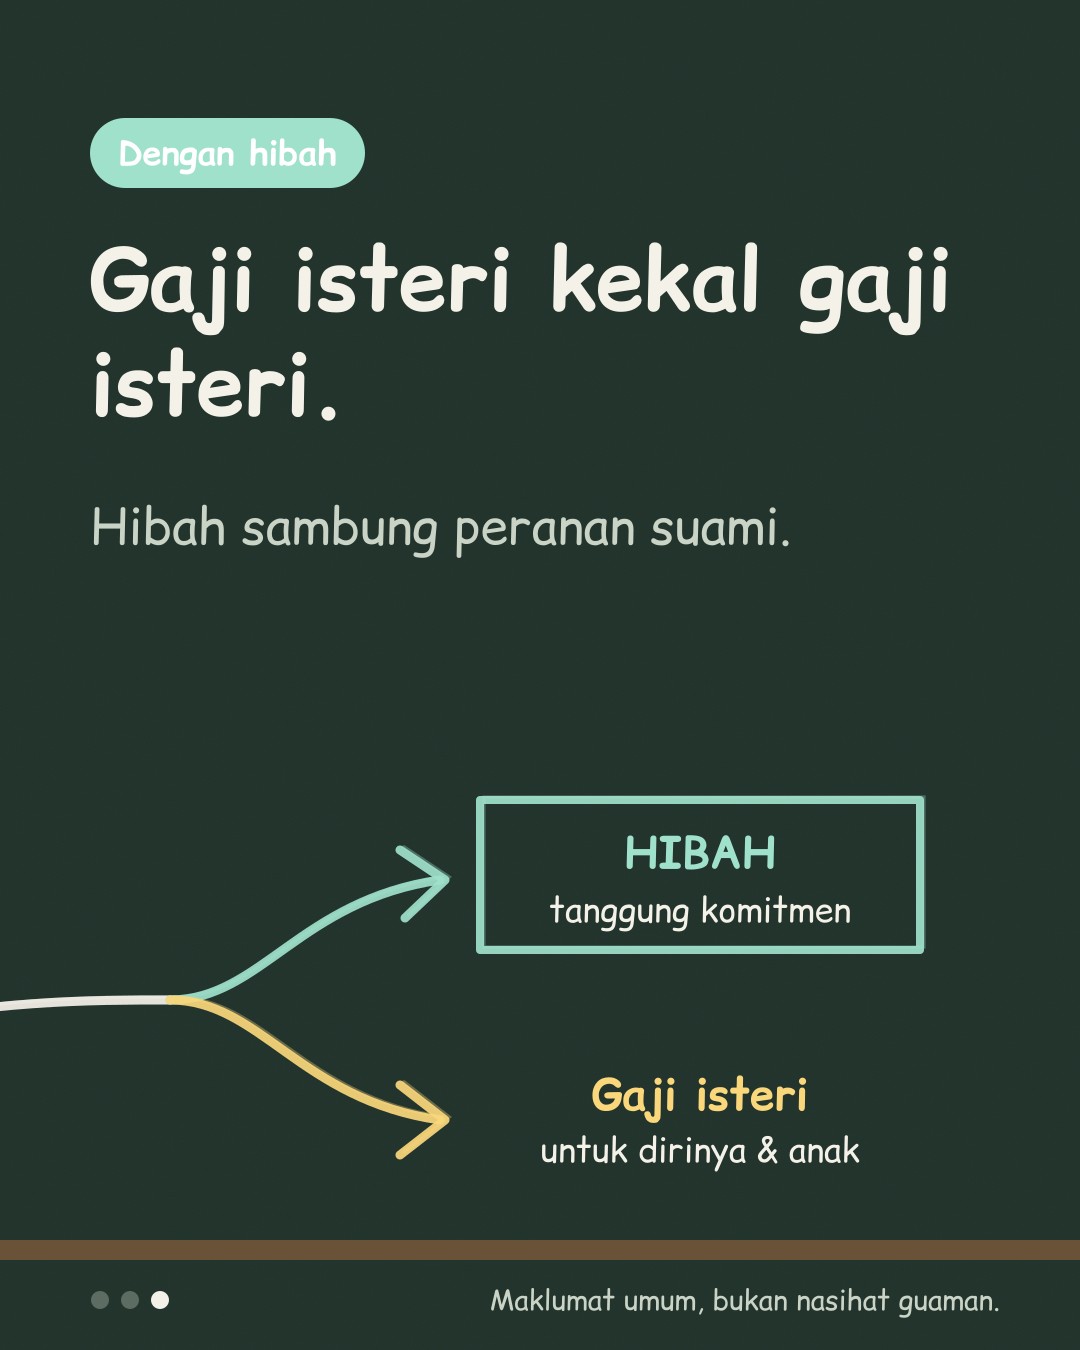 Dengan hibah
Gaji isteri kekal gaji
isteri.
Hibah sambung peranan suami.
HIBAH
tanggung komitmen
Gaji isteri
untuk dirinya & anak
Maklumat umum, bukan nasihat guaman.